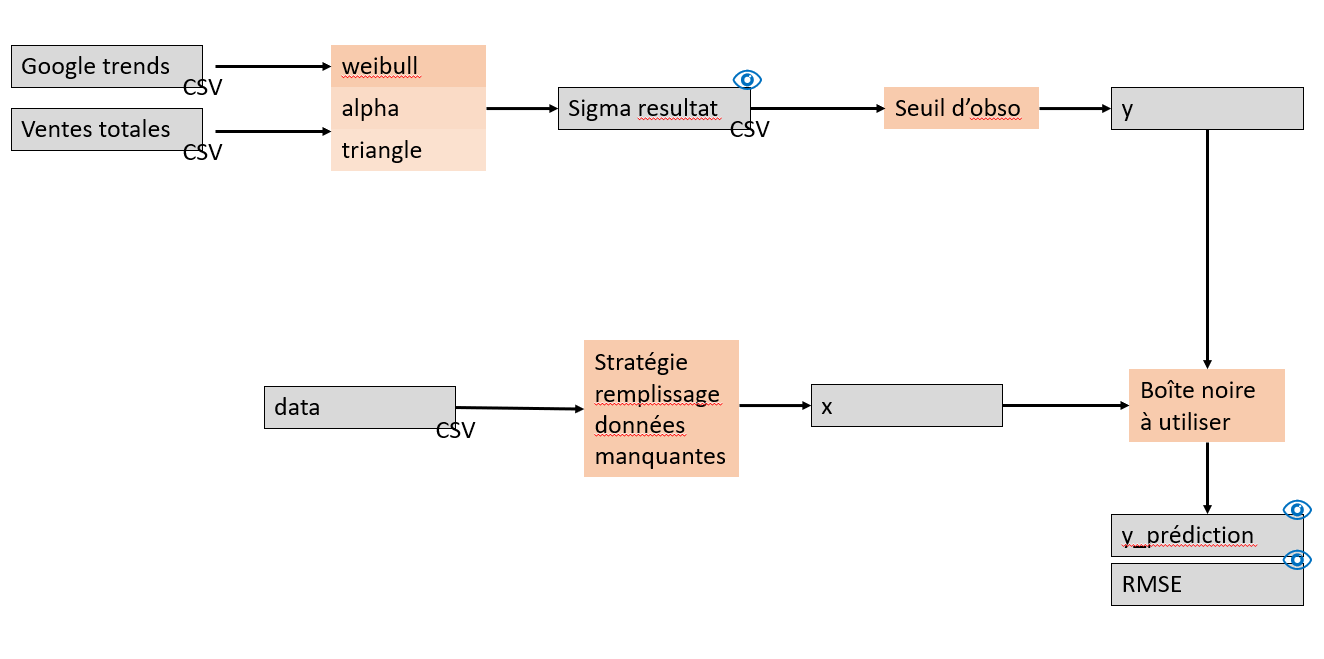 Google trends
CSV
Ventes totales
CSV
weibull
alpha
triangle
Sigma resultat
CSV
Seuil d’obso
y
data
CSV
Stratégie
remplissage
données
manquantes
x
Boîte noire
à utiliser
y_prédiction
RMSE